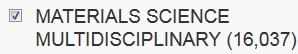 MATERIALS SCIENCE
MULTIDISCIPLINARY (16,037)